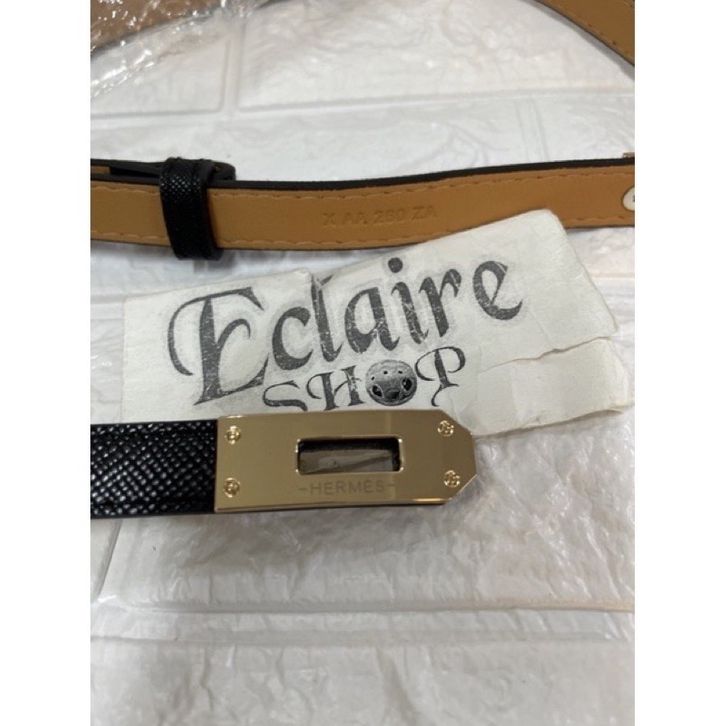 X AA 260 ZA
Eclaire
SHOP
-HERMES-